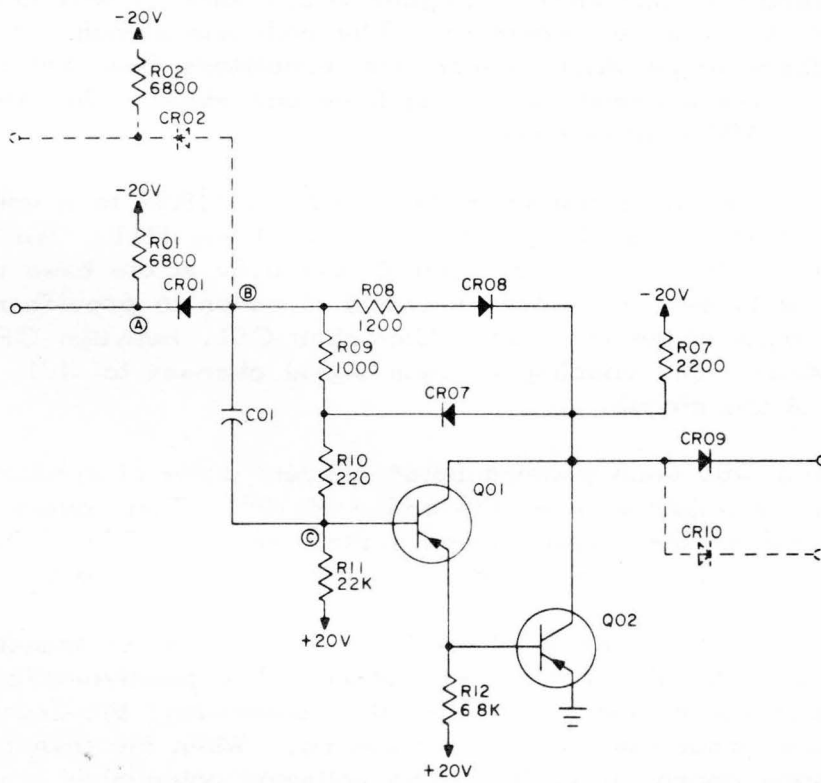 -20V
R02
6800
CR02
-20V
R01
6800
CR01
Ⓐ
Ⓑ
R08
1200
CR08
-20V
R07
2200
R09
1000
CR07
C01
CR09
R10
220
Q01
Ⓒ
CR10
R11
22K
+20V
Q02
R12
6.8K
+20V